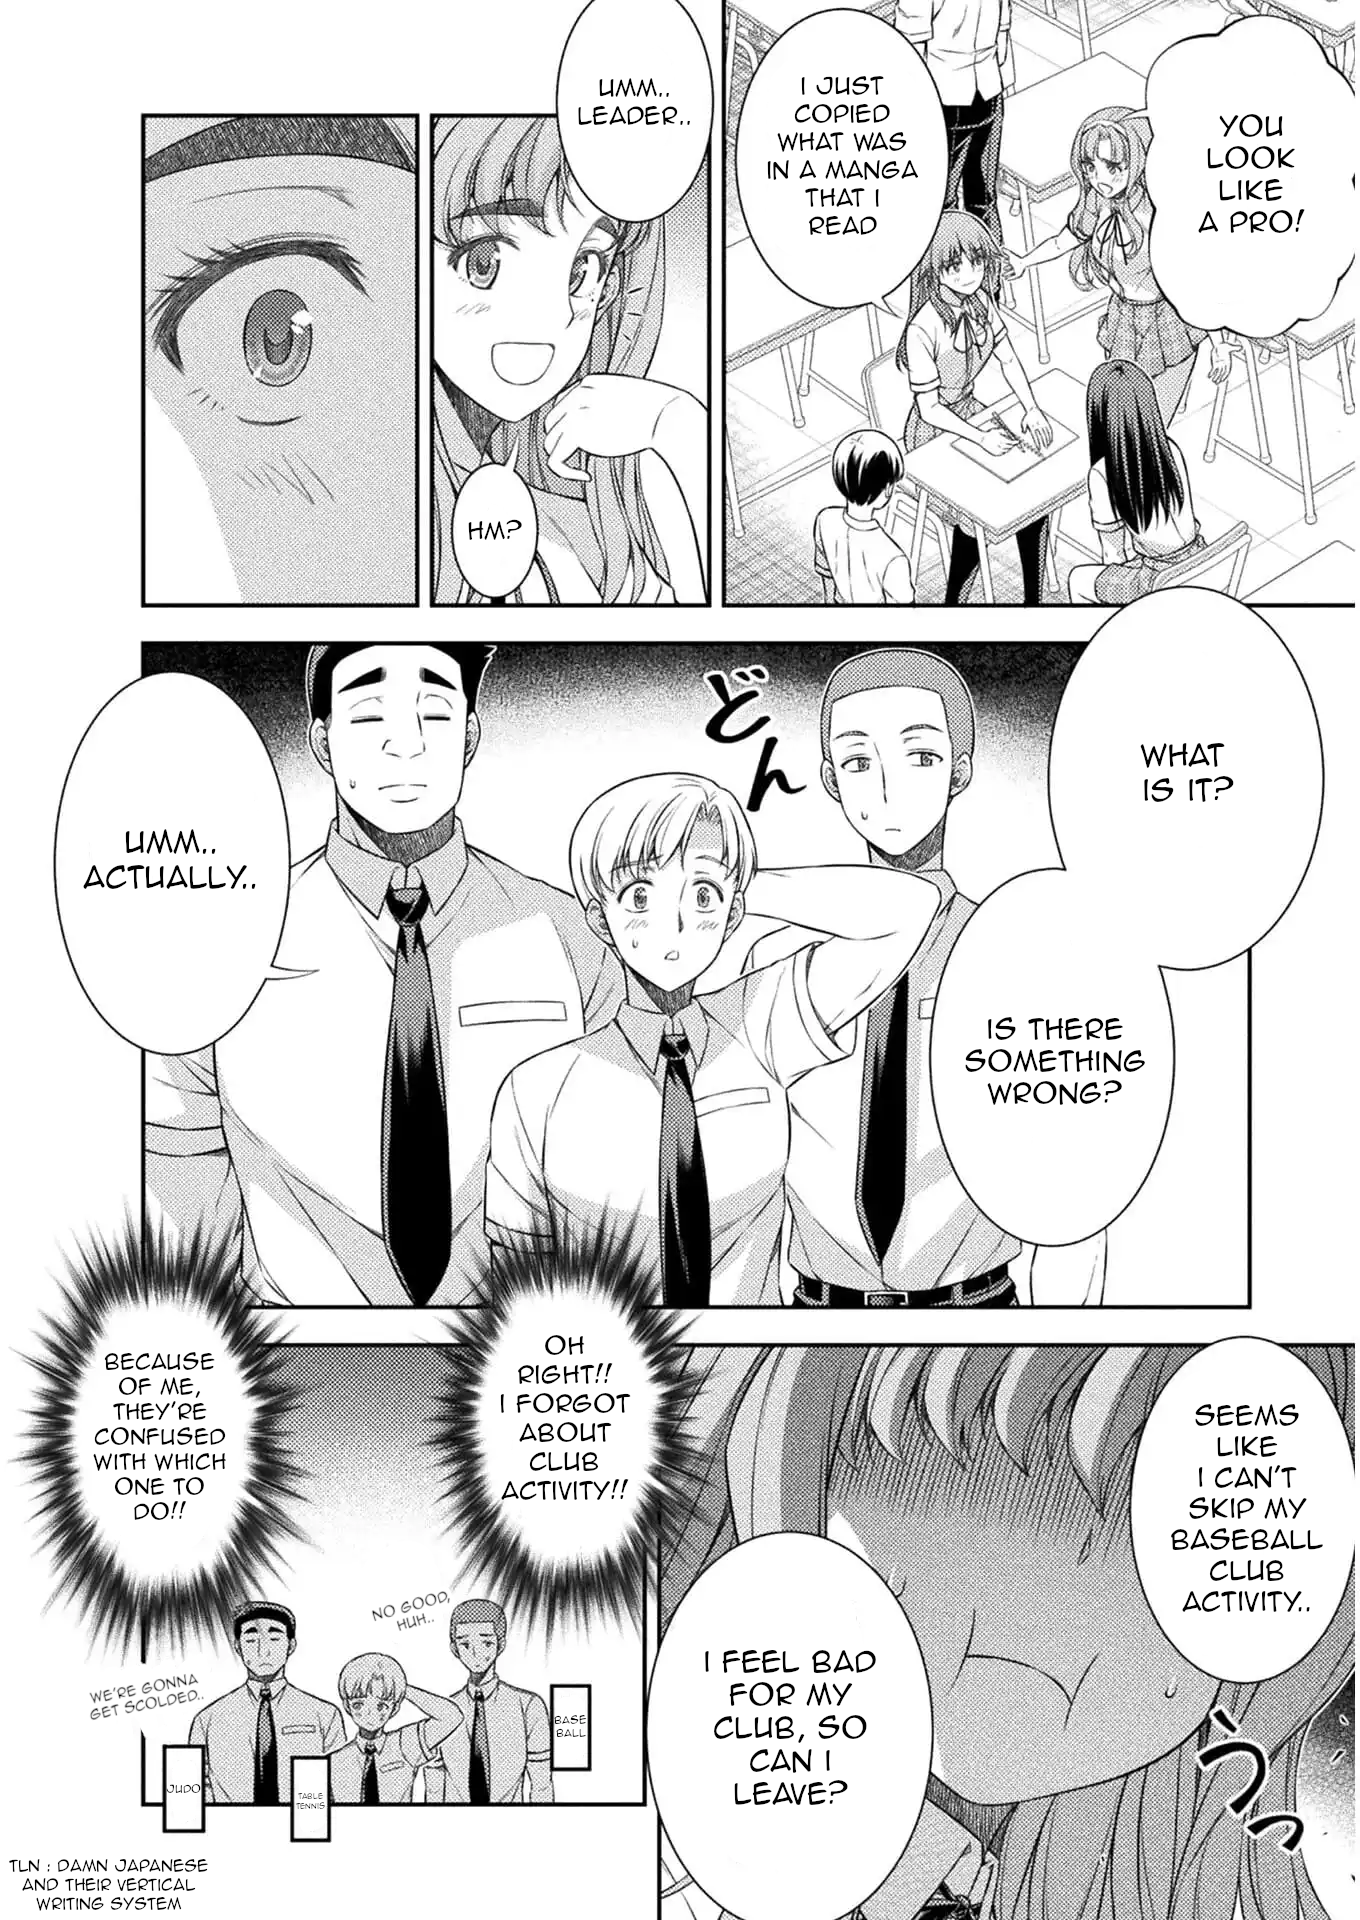 YOU
LOOK
LIKE
A PRO!
I JUST
COPIED
WHAT WAS
IN A MANGA
THAT I
READ
UMM..
LEADER..
HM?
WHAT
IS IT?
IS THERE
SOMETHING
WRONG?
どん
UMM..
ACTUALLY..
SEEMS
LIKE
I CAN'T
SKIP MY
BASEBALL
CLUB
ACTIVITY..
I FEEL BAD
FOR MY
CLUB, SO
CAN I
LEAVE?
うっ
OH
RIGHT!!
I FORGOT
ABOUT
CLUB
ACTIVITY!!
BECAUSE
OF ME,
THEY'RE
CONFUSED
WITH WHICH
ONE TO
DO!!
NO GOOD,
HUH..
WE'RE GONNA
GET SCOLDED..
BASE
BALL
TABLE
TENNIS
JUDO
TLN : DAMN JAPANESE
AND THEIR VERTICAL
WRITING SYSTEM